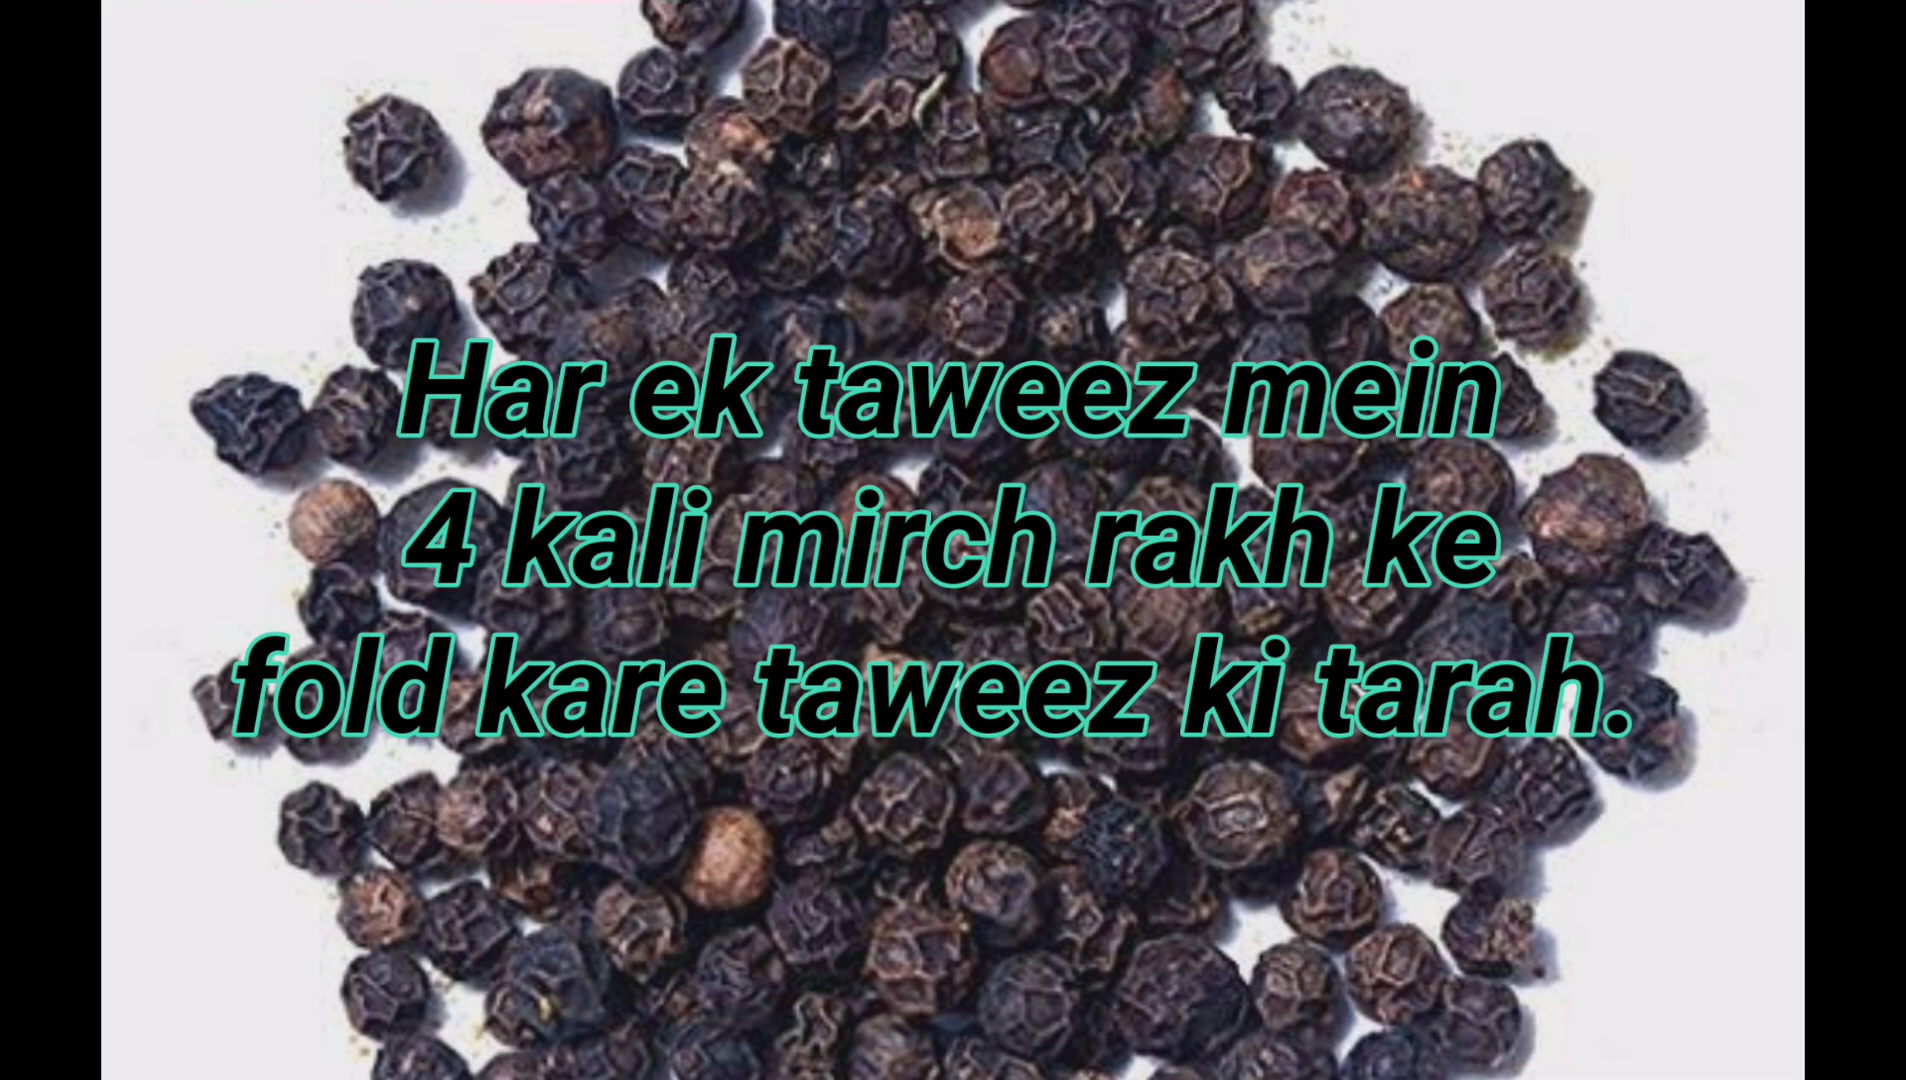 Har ek taweez mein
4 kali mirch rakh ke
fold kare taweez ki tarah.